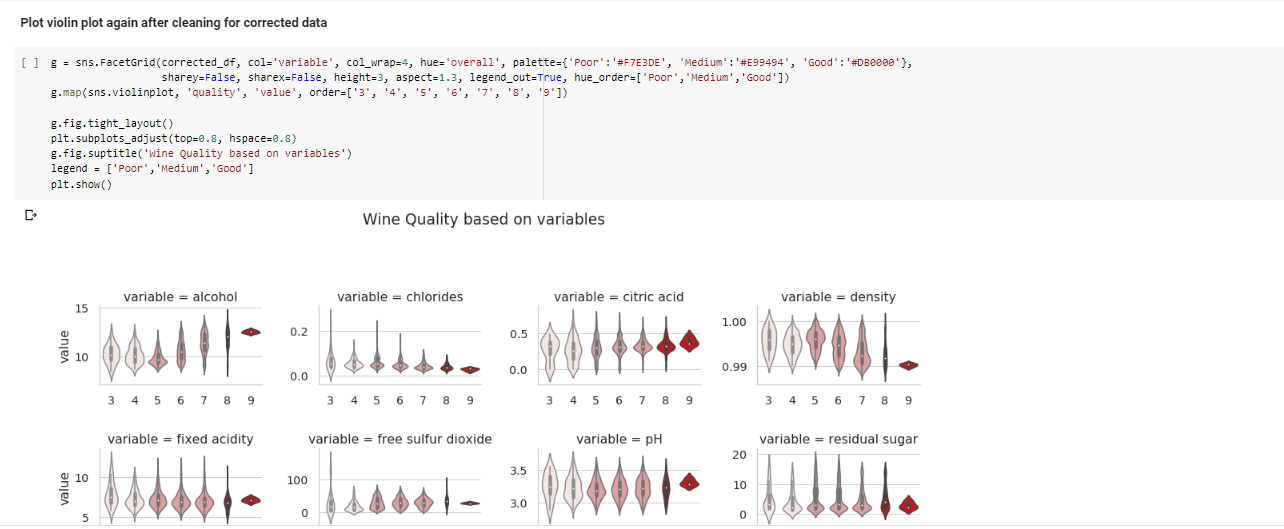 Plot violin plot again after cleaning for corrected data
[ ] g = sns.FacetGrid(corrected_df, col='variable', col_wrap=4, hue='overall', palette={'Poor':'#F7E3DE', 'Medium':'#E99494', 'Good':'#DB0000'},
sharey=False, sharex=False, height=3, aspect=1.3, legend_out=True, hue_order=['Poor','Medium','Good'])
g.map(sns.violinplot, 'quality', 'value', order=['3', '4', '5', '6', '7', '8', '9'])
g.fig.tight_layout()
plt.subplots_adjust(top=0.8, hspace=0.8)
g.fig.suptitle('Wine Quality based on variables')
legend = ['Poor','Medium','Good']
plt.show()
Wine Quality based on variables
variable = alcohol
15
10
value
3 4 5 6 7 8 9
variable = chlorides
0.2
0.0
3 4 5 6 7 8 9
variable = citric acid
0.5
0.0
3 4 5 6 7 8 9
variable = density
1.00
0.99
3 4 5 6 7 8 9
variable = fixed acidity
10
5
value
variable = free sulfur dioxide
100
0
variable = pH
3.5
3.0
variable = residual sugar
20
10
0